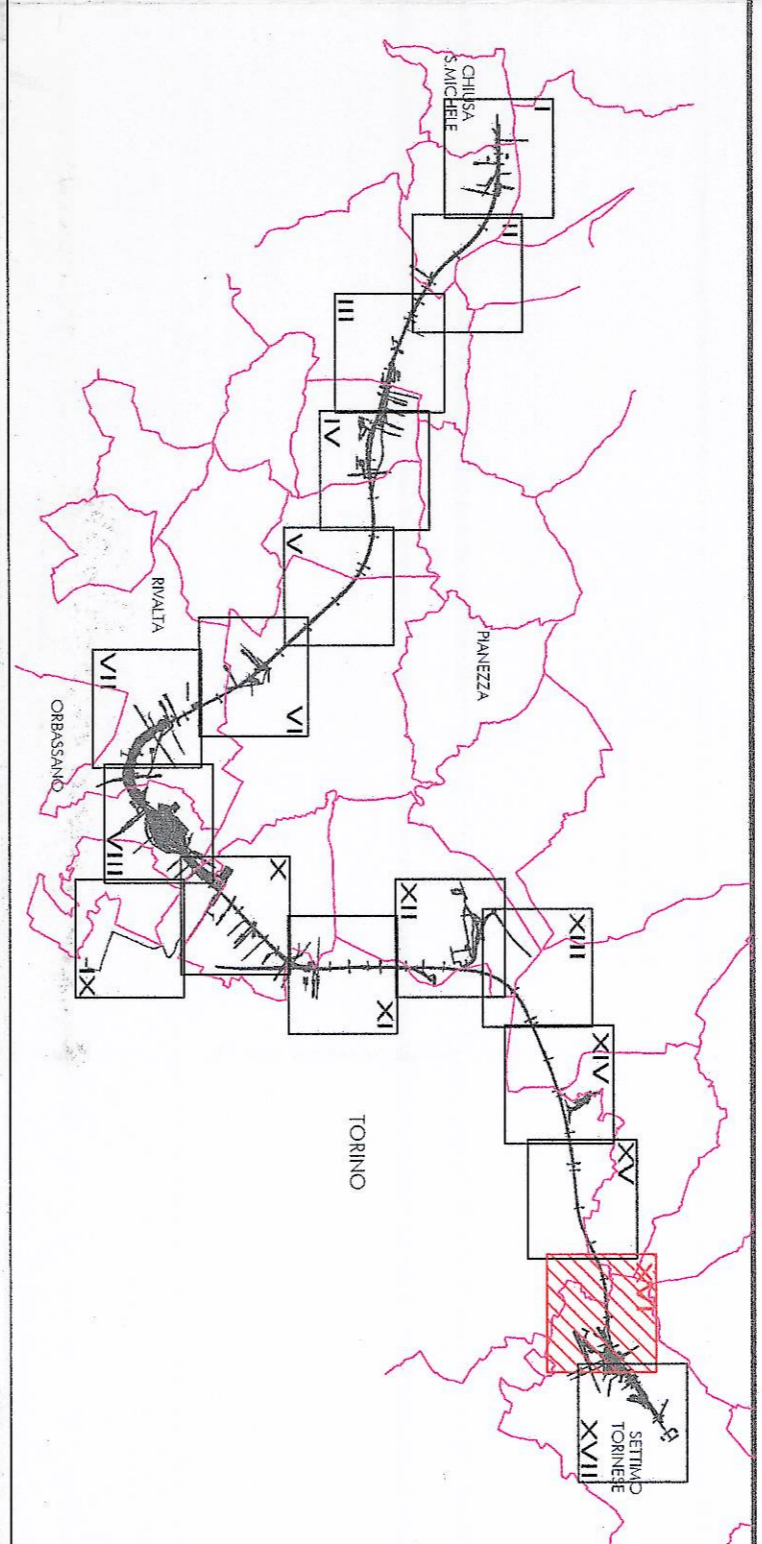 CHIUSA
S.MICHELE
I
II
III
IV
V
VI
RIVALTA
PIANEZZA
VII
ORBASSANO
VIII
IX
X
XI
XII
XIII
TORINO
XIV
XV
XVI
SETTIMO
TORINESE
XVII